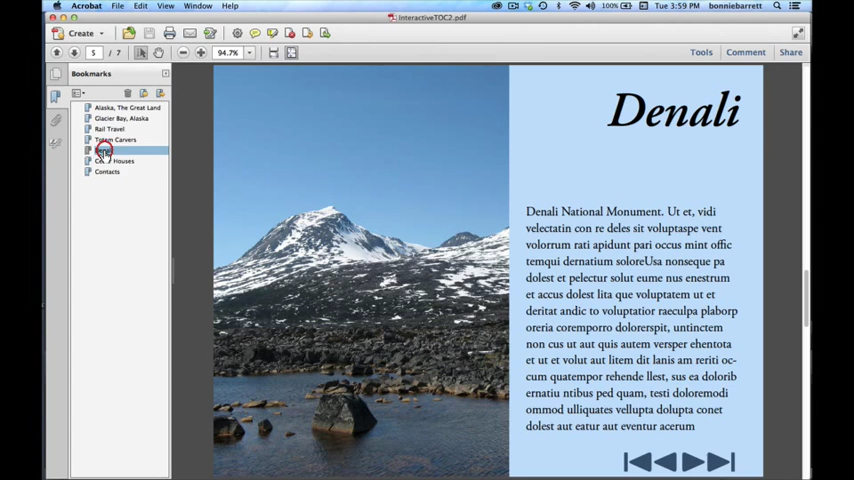 Acrobat File Edit View Window Help
100% Tue 3:59 PM bonniebarrett
InteractiveTOC2.pdf
Create
5 / 7 94.7% Tools Comment Share
Bookmarks
Alaska, The Great Land
Glacier Bay, Alaska
Rail Travel
Totem Carvers
Houses
Contacts
Denali
Denali National Monument. Ut et, vidi
velectatin con re deles sit voluptaspe vent
volorrum rati apidunt pari occus mint offic
temqui dernatium soloreUsa nonseque pa
dolest et pelectur solut eume nus enestrum
et accus dolest lita que voluptatem ut et
deritat andic to voluptatior raeculpa plaborp
oreria coremporro dolorerspit, untinctem
non cus ut aut quis autem versper ehentota
et ut et volut aut litem dit lanis am reriti oc-
cum quatempor rehende llest, sus ea dolorib
ernatiu ntibus ped quam, testi doloremodi
ommod ulliquates vellupta dolupta conet
dolest aut eatur aut eventur acerum